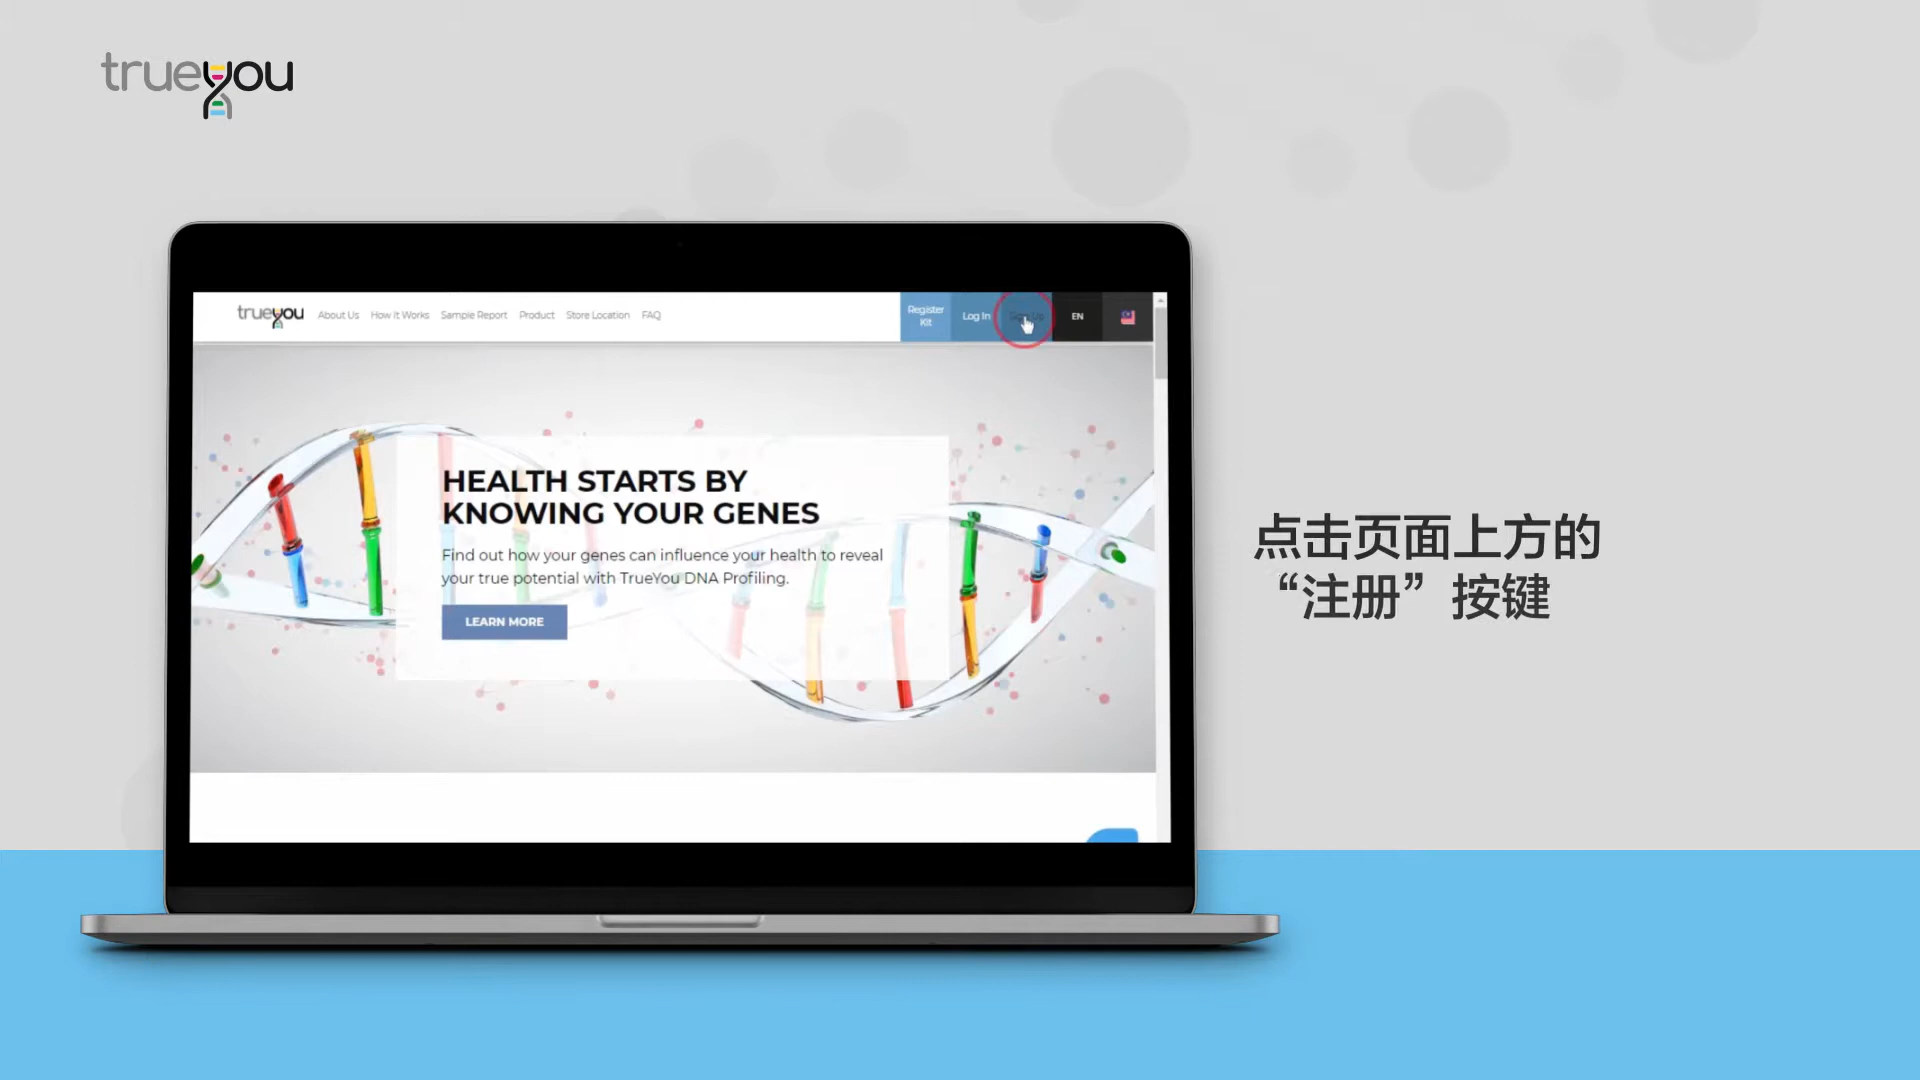 trueyou
trueyou
About Us
How It Works
Sample Report
Product
Store Location
FAQ
Register
Kit
Log In
Sign Up
EN
HEALTH STARTS BY
KNOWING YOUR GENES
Find out how your genes can influence your health to reveal
your true potential with TrueYou DNA Profiling.
LEARN MORE
点击页面上方的
“注册”按键